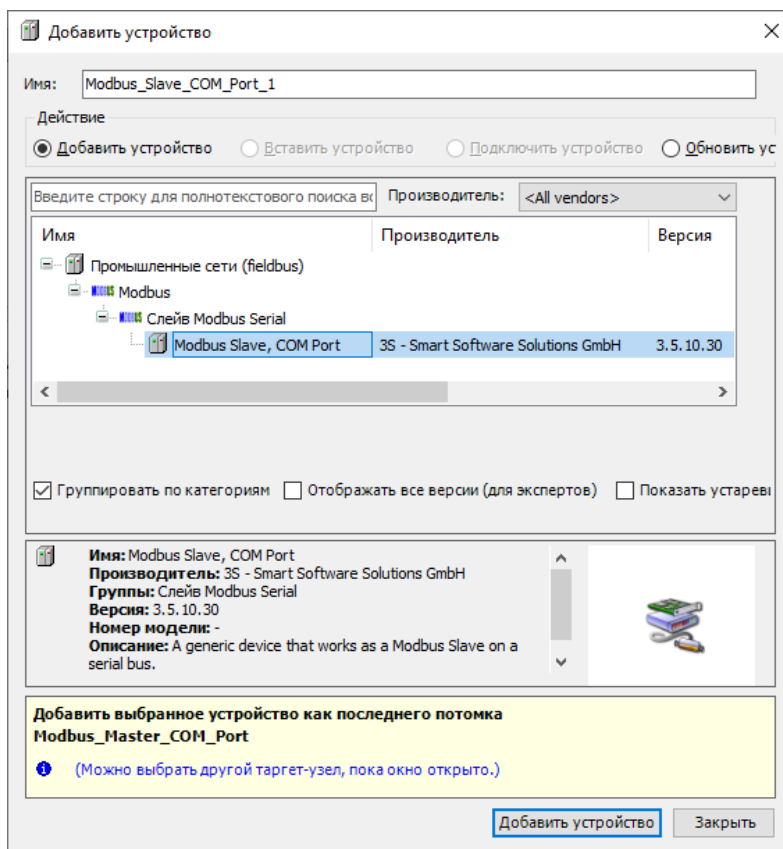 Добавить устройство
Имя: Modbus_Slave_COM_Port_1
Действие
Добавить устройство Вставить устройство Подключить устройство Обновить ус
Введите строку для полнотекстового поиска вс Производитель: <All vendors>
Имя Производитель Версия
Промышленные сети (fieldbus)
MODBUS Modbus
MODBUS Слейв Modbus Serial
Modbus Slave, COM Port 3S - Smart Software Solutions GmbH 3.5.10.30
Группировать по категориям Отображать все версии (для экспертов) Показать устарев
Имя: Modbus Slave, COM Port
Производитель: 3S - Smart Software Solutions GmbH
Группы: Слейв Modbus Serial
Версия: 3.5.10.30
Номер модели: -
Описание: A generic device that works as a Modbus Slave on a
serial bus.
Добавить выбранное устройство как последнего потомка
Modbus_Master_COM_Port
(Можно выбрать другой таргет-узел, пока окно открыто.)
Добавить устройство Закрыть